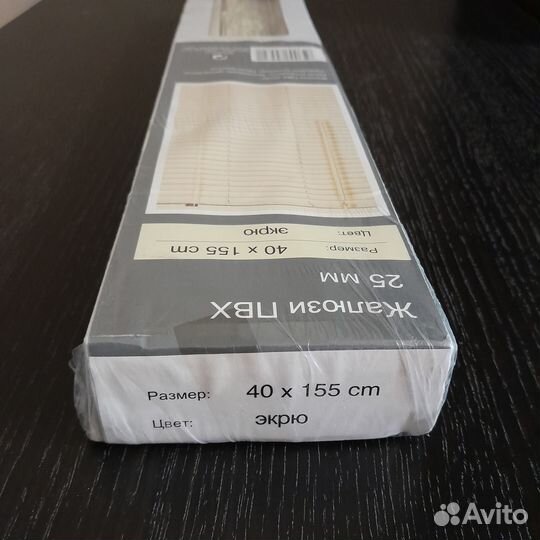 Жалюзи ПВХ
25 мм
Размер: 40 x 155 cm
Цвет: экрю
Размер: 40 x 155 cm
Цвет: экрю
Avito